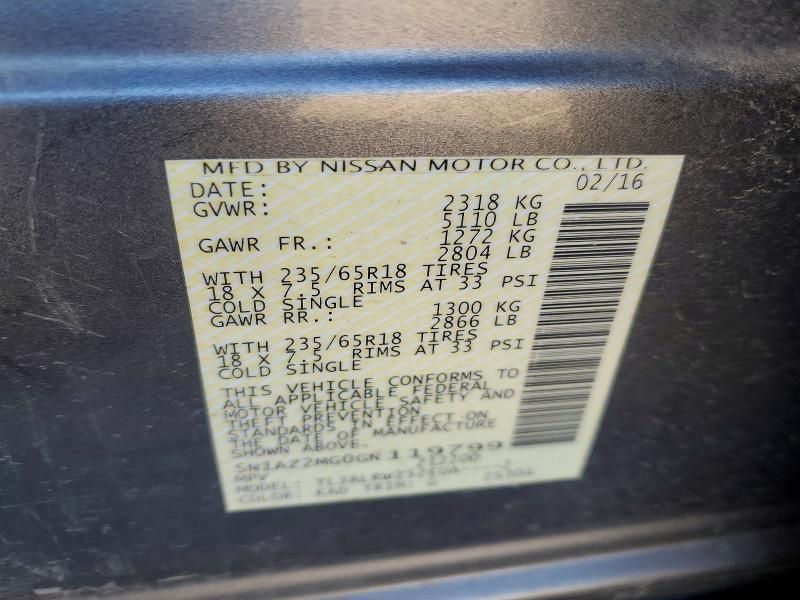 MFD BY NISSAN MOTOR CO., LTD.
DATE: 02/16
GVWR: 2318 KG
5110 LB
GAWR FR.: 1272 KG
2804 LB
WITH 235/65R18 TIRES
18 X 7.5 RIMS AT 33 PSI
COLD SINGLE
GAWR RR.: 1300 KG
2866 LB
WITH 235/65R18 TIRES
18 X 7.5 RIMS AT 33 PSI
COLD SINGLE
THIS VEHICLE CONFORMS TO
ALL APPLICABLE FEDERAL
MOTOR VEHICLE SAFETY AND
THEFT PREVENTION
STANDARDS IN EFFECT ON
THE DATE OF MANUFACTURE
SHOWN ABOVE.
5N1AZ2MG0GN119799
MPV
MODEL:
COLOR: KAD TRIM: G